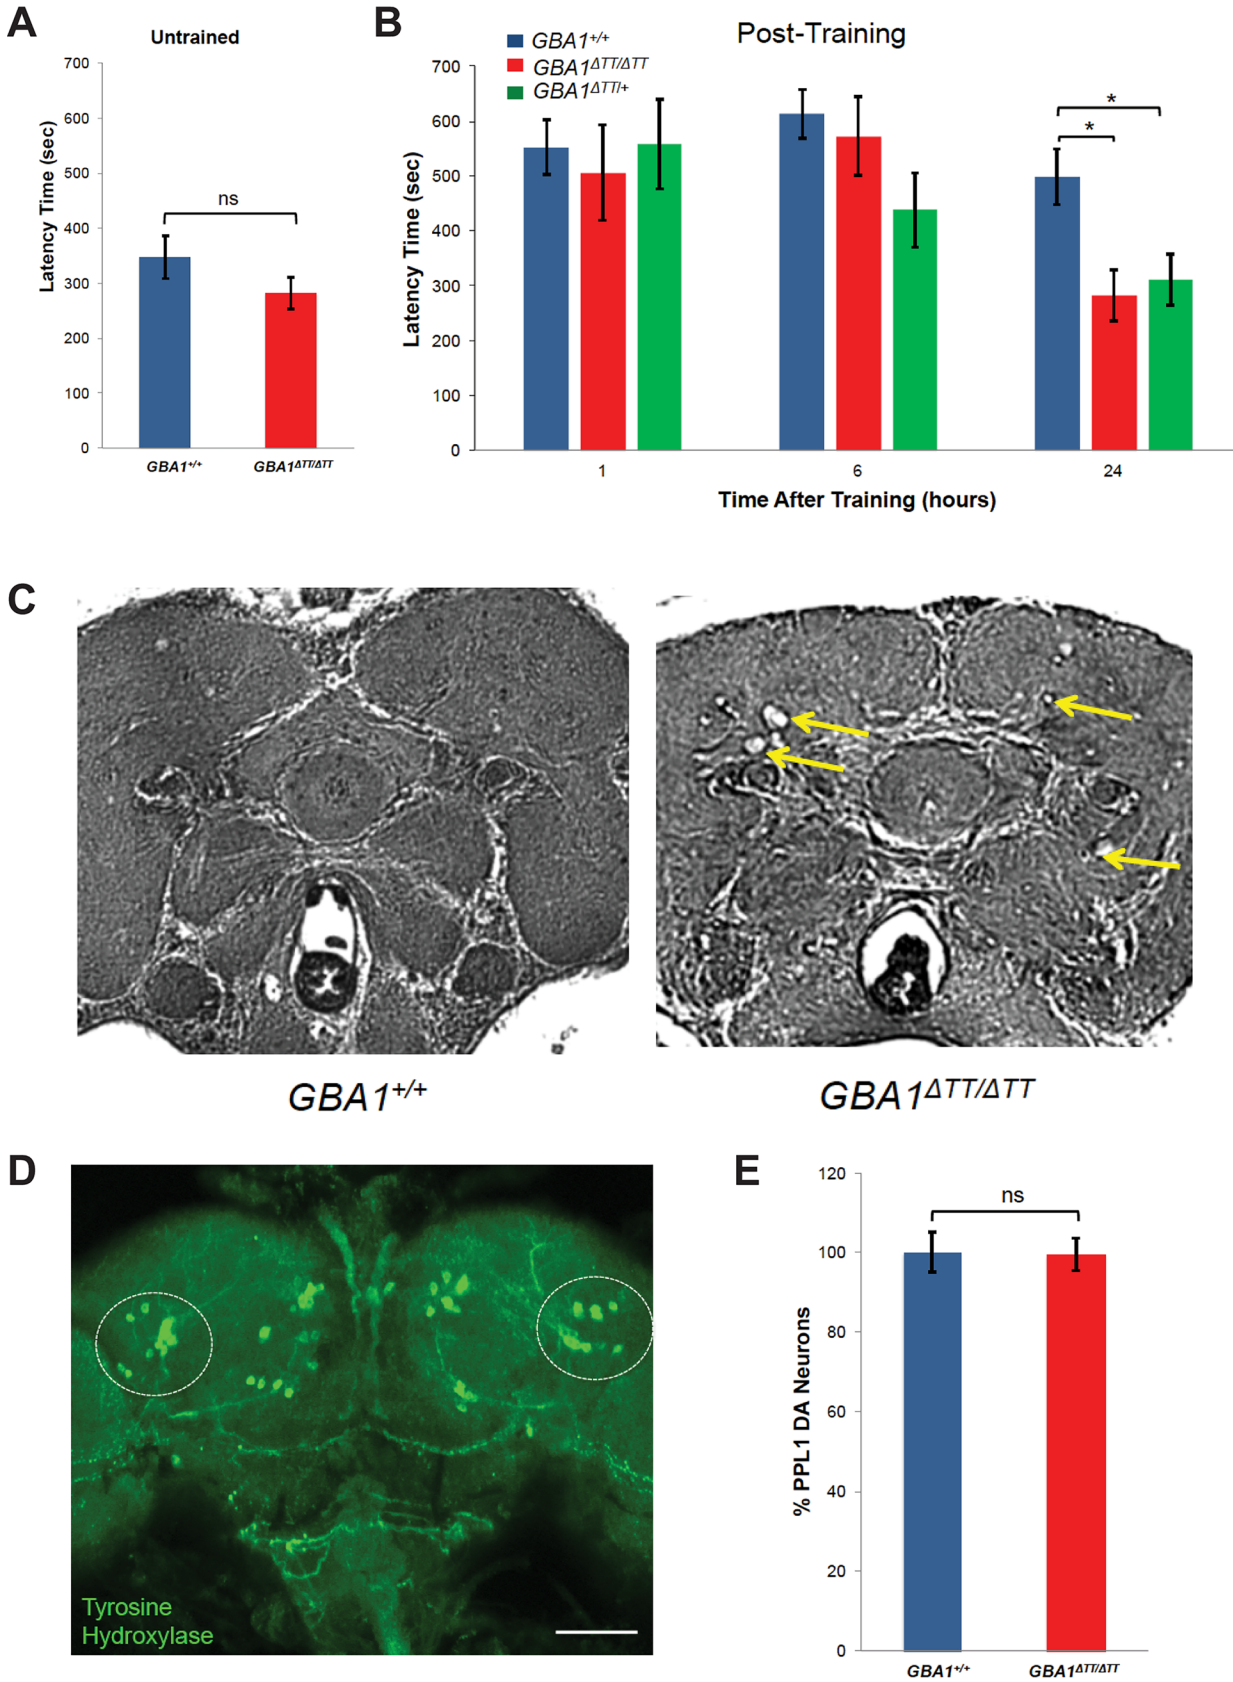 A
Untrained
Latency Time (sec)
700
600
500
400
300
200
100
0
ns
GBA1+/+
GBA1ΔTT/ΔTT
B
Post-Training
GBA1+/+
GBA1ΔTT/ΔTT
GBA1ΔTT/+
Latency Time (sec)
700
600
500
400
300
200
100
0
*
*
1
6
24
Time After Training (hours)
C
GBA1+/+
GBA1ΔTT/ΔTT
D
Tyrosine
Hydroxylase
E
% PPL1 DA Neurons
120
100
80
60
40
20
0
ns
GBA1+/+
GBA1ΔTT/ΔTT